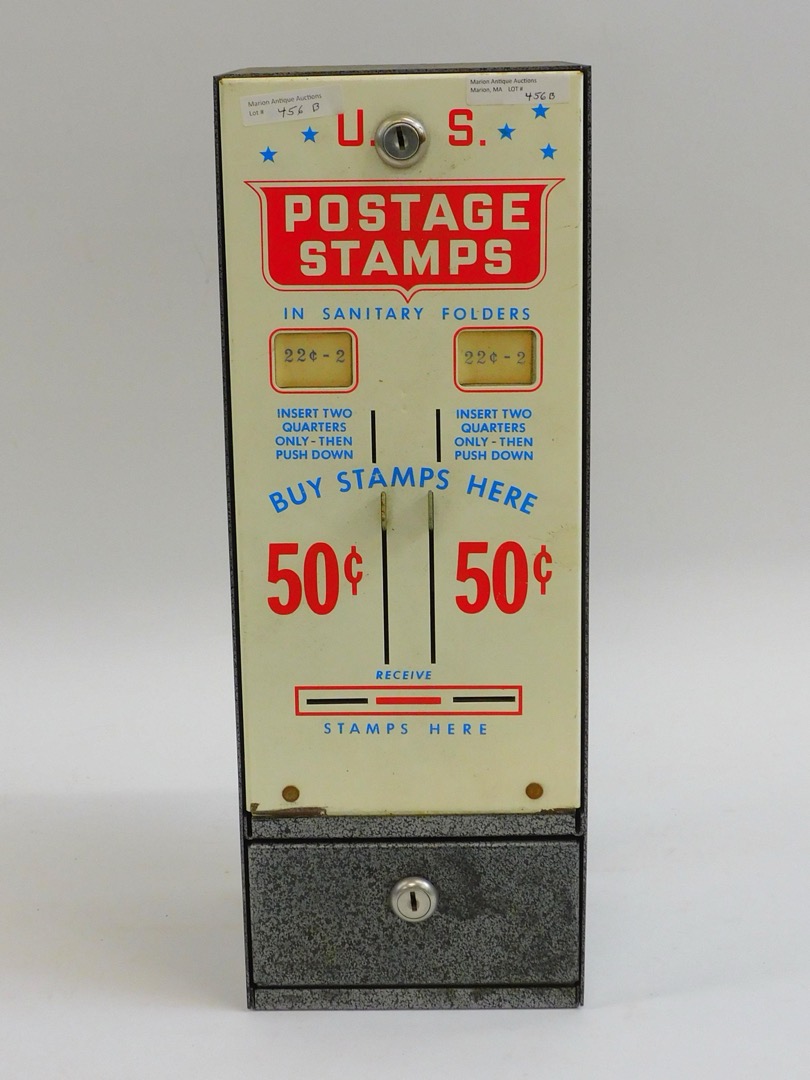 Marion Antique Auctions
Lot # 456 B
Marion Antique Auctions
Marion, MA LOT # 456 B
U. S.
POSTAGE
STAMPS
IN SANITARY FOLDERS
22¢-2
22¢-2
INSERT TWO
QUARTERS
ONLY-THEN
PUSH DOWN
INSERT TWO
QUARTERS
ONLY-THEN
PUSH DOWN
BUY STAMPS HERE
50¢
50¢
RECEIVE
STAMPS HERE